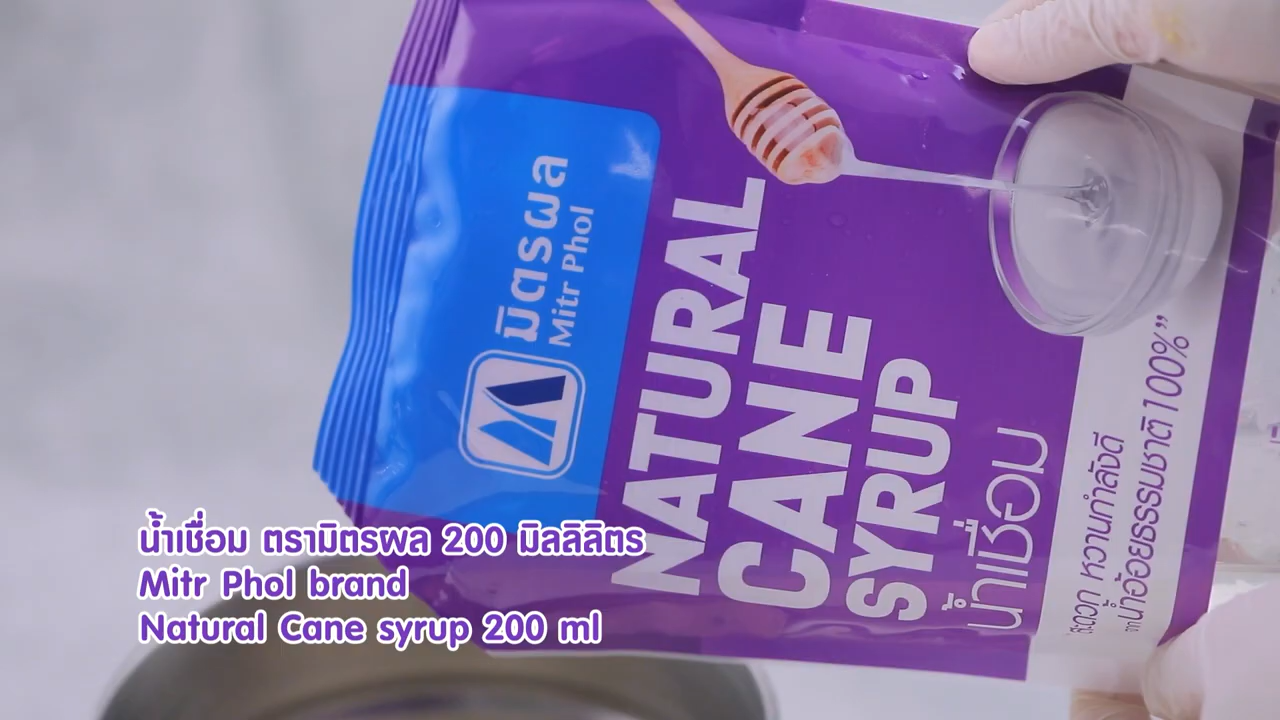 มิตรผล
Mitr Phol
NATURAL
CANE
SYRUP
น้ำเชื่อม
สะดวก หวานกำลังดี
จากน้ำอ้อยธรรมชาติ 100%”
น้ำเชื่อม ตรามิตรผล 200 มิลลิลิตร
Mitr Phol brand
Natural Cane syrup 200 ml